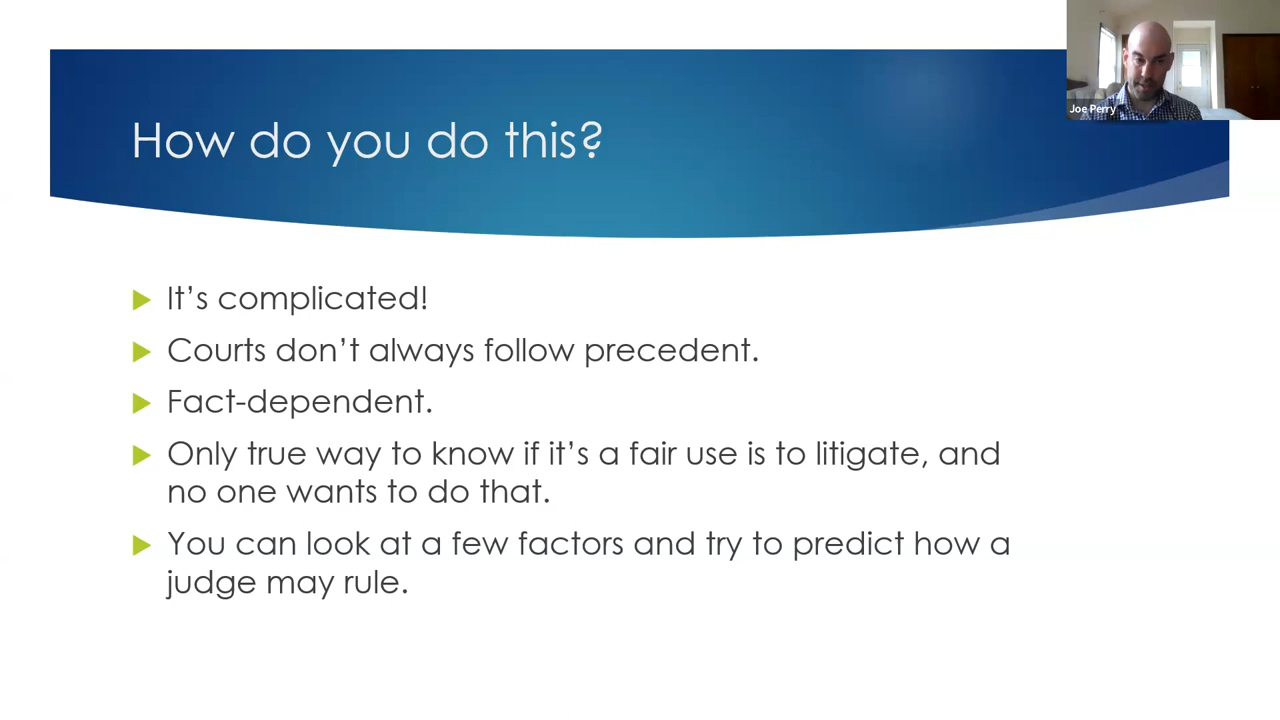 How do you do this?
Joe Perry
It’s complicated!
Courts don’t always follow precedent.
Fact-dependent.
Only true way to know if it’s a fair use is to litigate, and
no one wants to do that.
You can look at a few factors and try to predict how a
judge may rule.